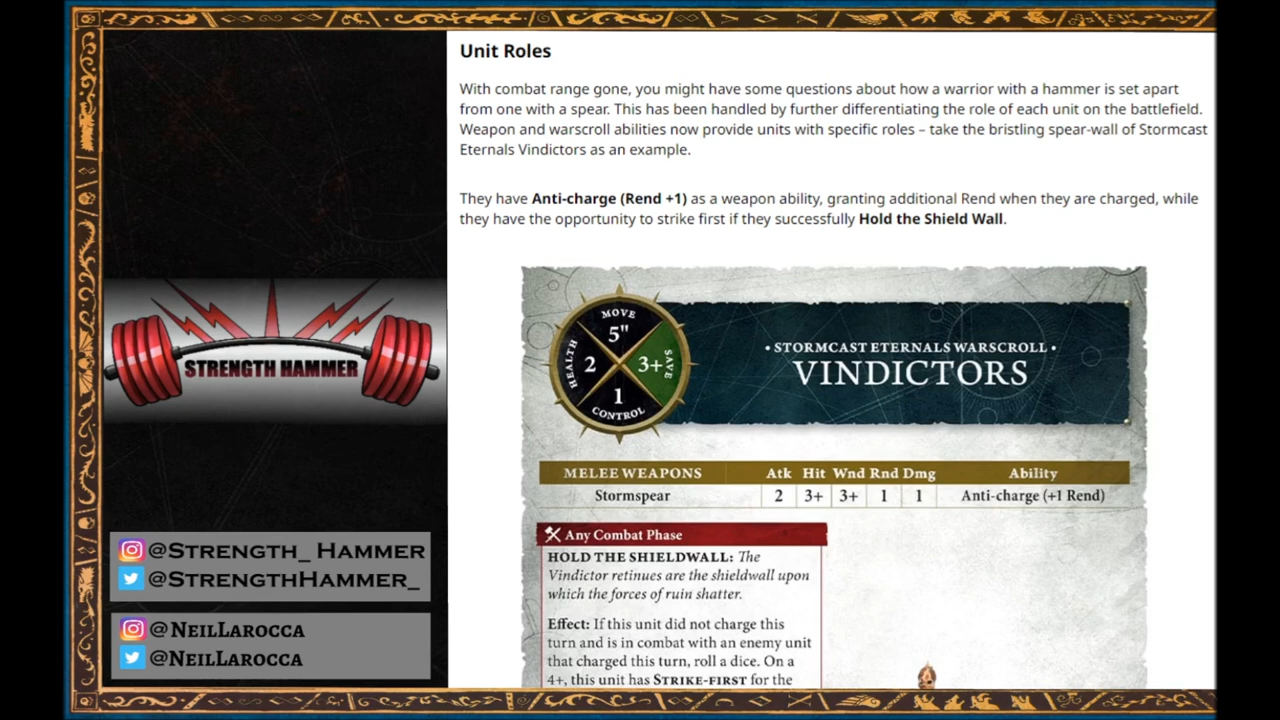 Unit Roles
With combat range gone, you might have some questions about how a warrior with a hammer is set apart
from one with a spear. This has been handled by further differentiating the role of each unit on the battlefield.
Weapon and warscroll abilities now provide units with specific roles – take the bristling spear-wall of Stormcast
Eternals Vindictors as an example.
They have Anti-charge (Rend +1) as a weapon ability, granting additional Rend when they are charged, while
they have the opportunity to strike first if they successfully Hold the Shield Wall.
MOVE
5"
HEALTH
2
3+
SAVE
1
CONTROL
• STORMCAST ETERNALS WARSCROLL •
VINDICTORS
MELEE WEAPONS Atk Hit Wnd Rnd Dmg Ability
Stormspear 2 3+ 3+ 1 1 Anti-charge (+1 Rend)
Any Combat Phase
HOLD THE SHIELDWALL: The
Vindictor retinues are the shieldwall upon
which the forces of ruin shatter.
Effect: If this unit did not charge this
turn and is in combat with an enemy unit
that charged this turn, roll a dice. On a
4+, this unit has STRIKE-FIRST for the
STRENGTH HAMMER
@STRENGTH_HAMMER
@STRENGTHHAMMER_
@NEILLAROCCA
@NEILLAROCCA